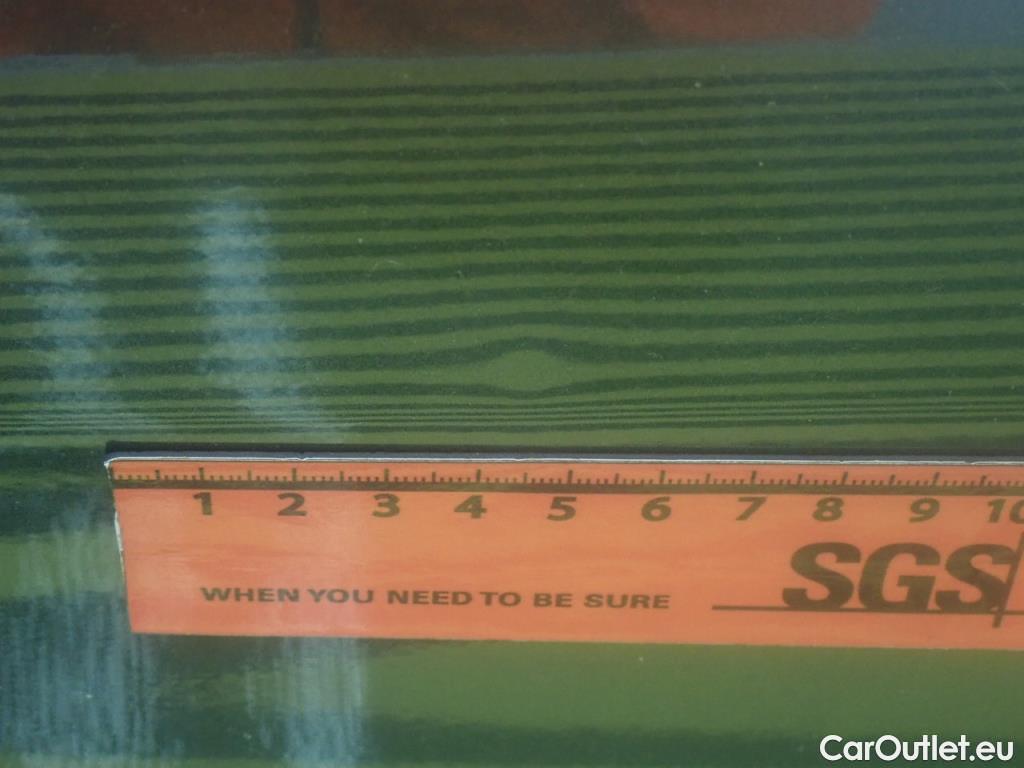 1 2 3 4 5 6 7 8 9 10
SGS
WHEN YOU NEED TO BE SURE
CarOutlet.eu